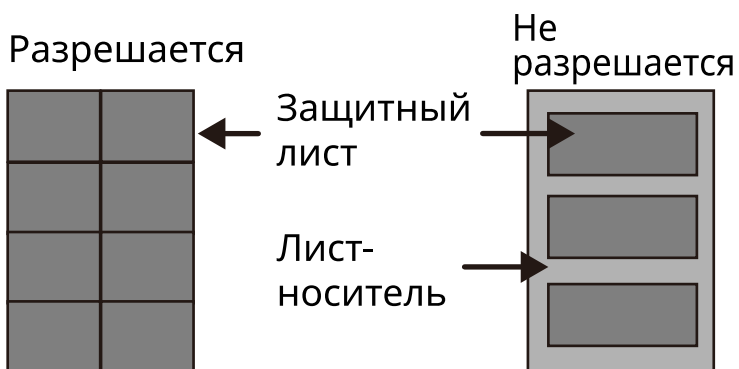 Разрешается
Не
разрешается
Защитный
лист
Лист-
носитель